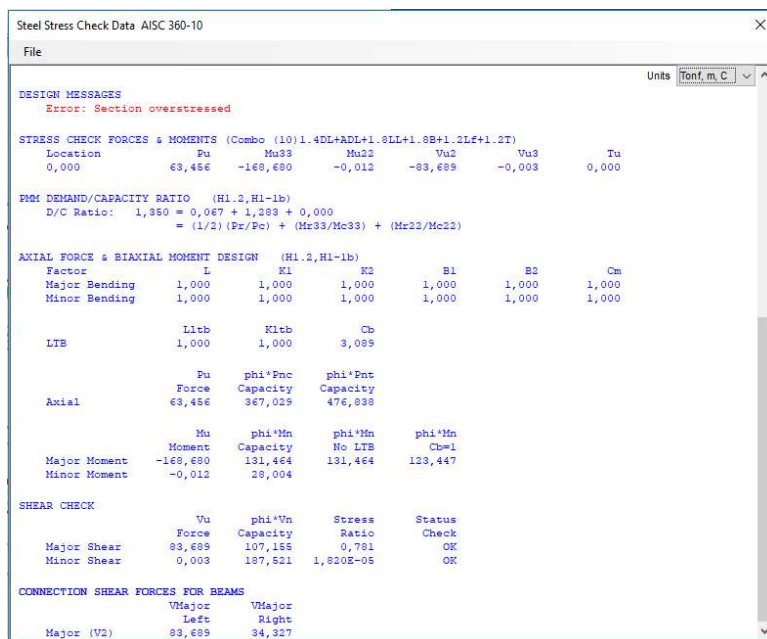 Steel Stress Check Data AISC 360-10
File
Units Tonf, m, C
DESIGN MESSAGES
Error: Section overstressed
STRESS CHECK FORCES & MOMENTS (Combo (10)1.4DL+ADL+1.8LL+1.8B+1.2Lf+1.2T)
Location Pu Mu33 Mu22 Vu2 Vu3 Tu
0,000 63,456 -168,680 -0,012 -83,689 -0,003 0,000
PMM DEMAND/CAPACITY RATIO (H1.2,H1-1b)
D/C Ratio: 1,350 = 0,067 + 1,283 + 0,000
= (1/2)(Pr/Pc) + (Mr33/Mc33) + (Mr22/Mc22)
AXIAL FORCE & BIAXIAL MOMENT DESIGN (H1.2,H1-1b)
Factor L K1 K2 B1 B2 Cm
Major Bending 1,000 1,000 1,000 1,000 1,000 1,000
Minor Bending 1,000 1,000 1,000 1,000 1,000 1,000
Lltb Kltb Cb
LTB 1,000 1,000 3,089
Pu phi*Pnc phi*Pnt
Force Capacity Capacity
Axial 63,456 367,029 476,838
Mu phi*Mn phi*Mn phi*Mn
Moment Capacity No LTB Cb=1
Major Moment -168,680 131,464 131,464 123,447
Minor Moment -0,012 28,004
SHEAR CHECK
Vu phi*Vn Stress Status
Force Capacity Ratio Check
Major Shear 83,689 107,155 0,781 OK
Minor Shear 0,003 187,521 1,820E-05 OK
CONNECTION SHEAR FORCES FOR BEAMS
VMajor VMajor
Left Right
Major (V2) 83,689 34,327